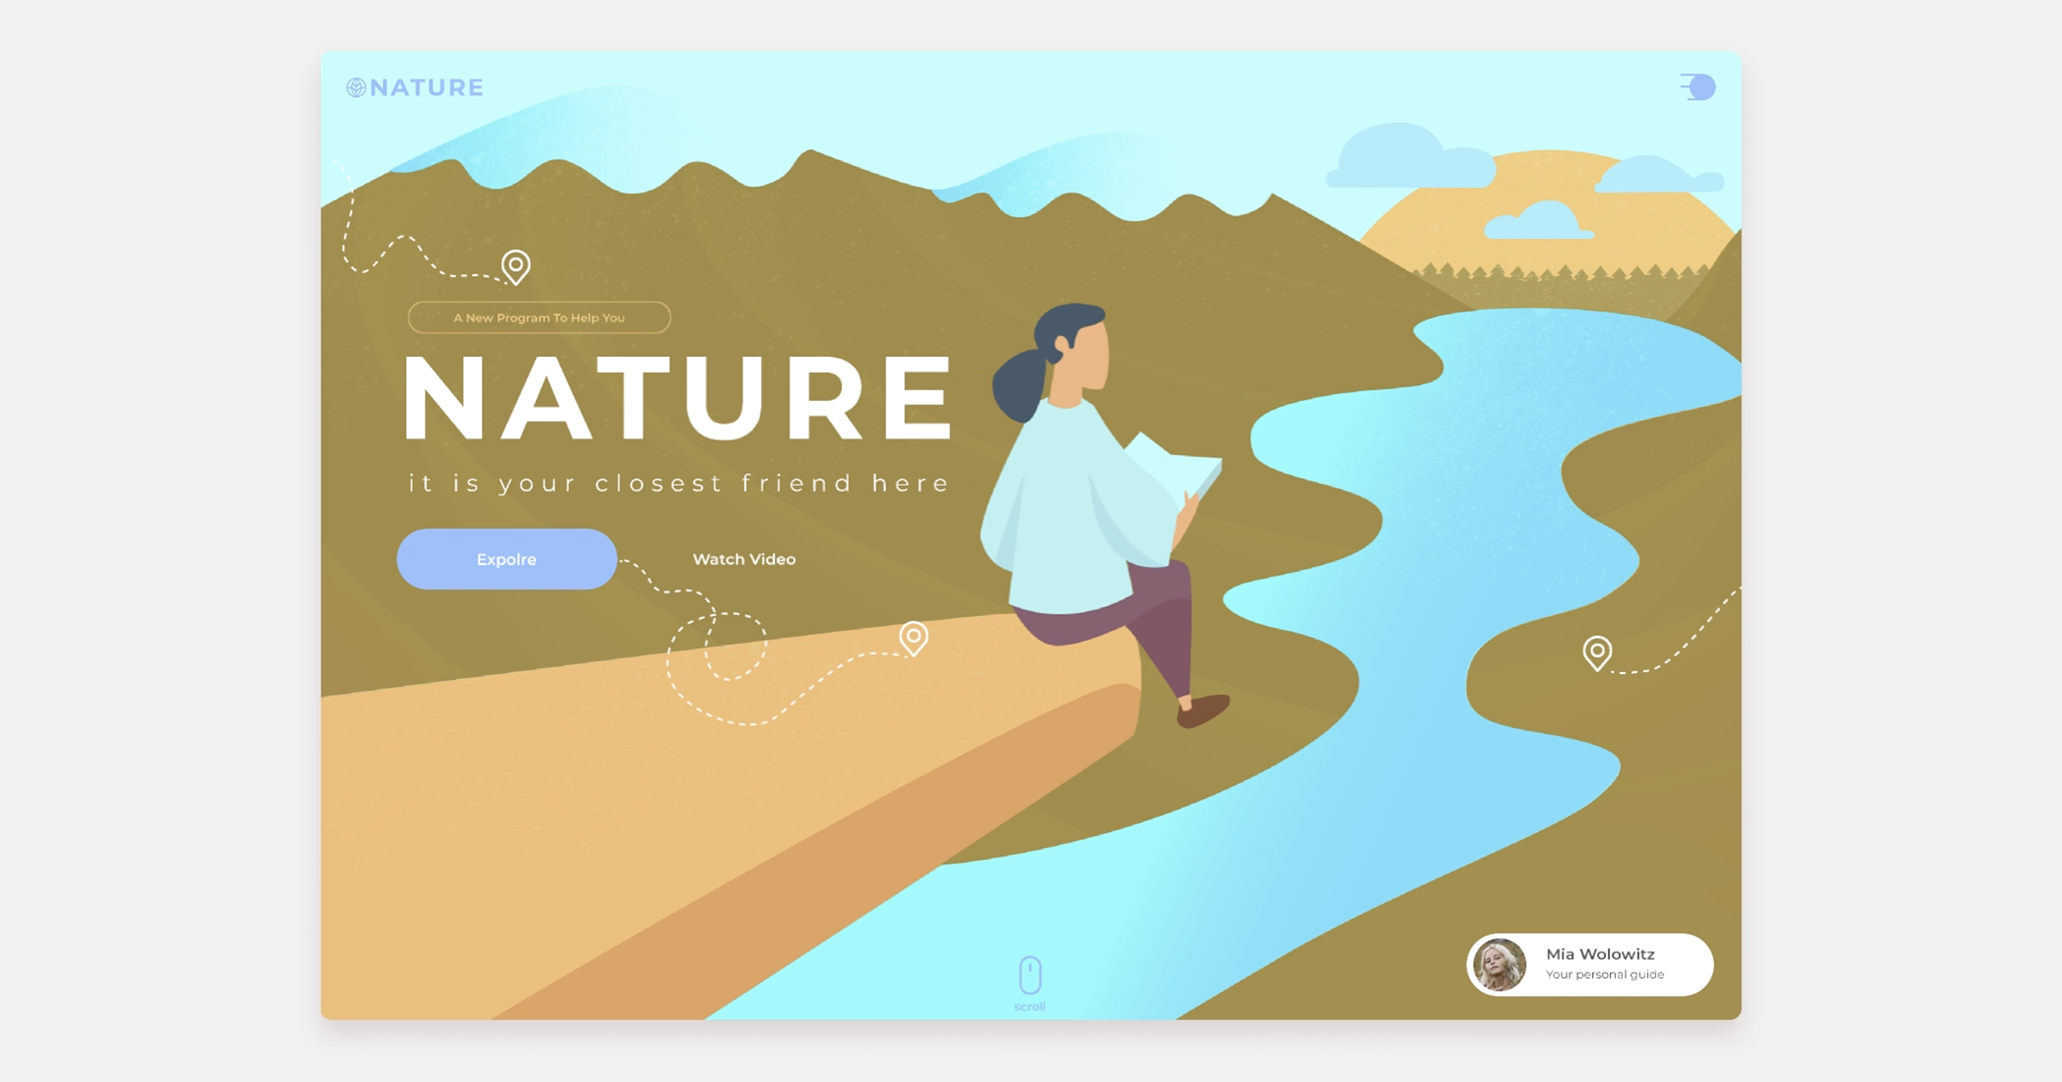 NATURE
A New Program To Help You
NATURE
it is your closest friend here
Expolre
Watch Video
scroll
Mia Wolowitz
Your personal guide